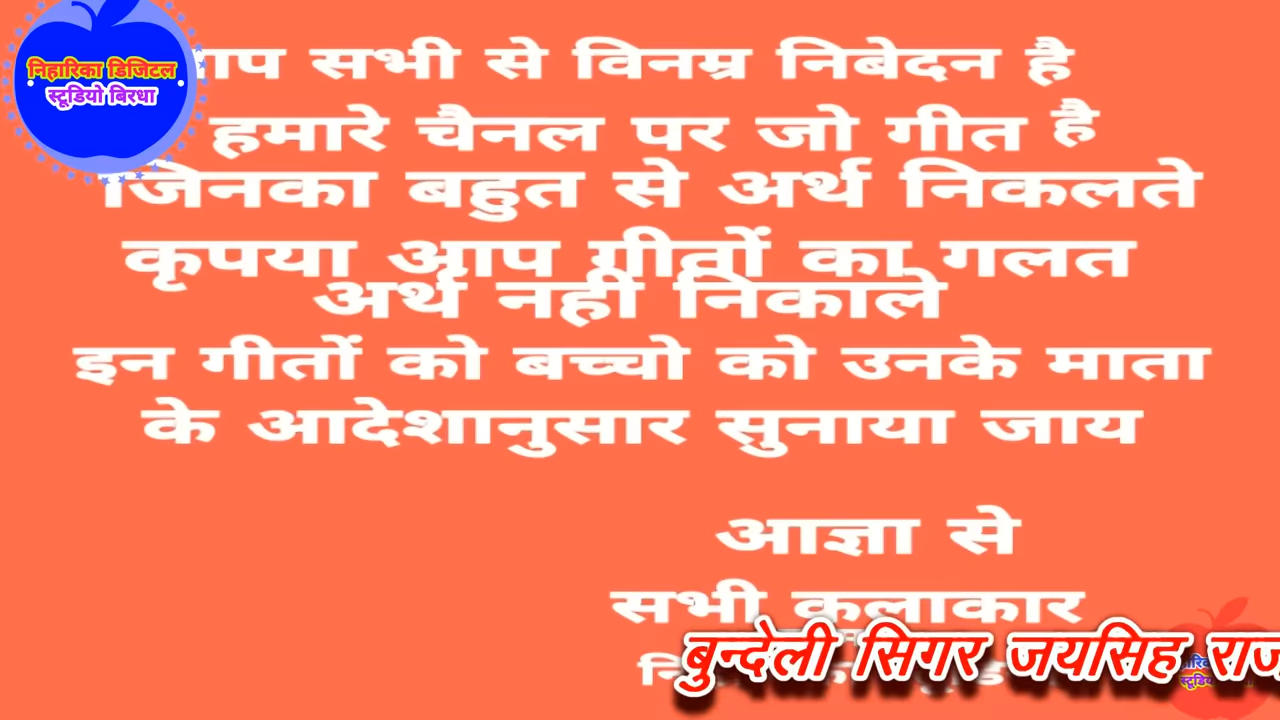 निहारिका डिजिटल
स्टूडियो बिरधा
सभी से विनम्र निबेदन है
हमारे चैनल पर जो गीत है
जिनका बहुत से अर्थ निकलते
कृपया आप गीतों का गलत
अर्थ नही निकाले
इन गीतों को बच्चो को उनके माता
के आदेशानुसार सुनाया जाय
आज्ञा से
सभी कलाकार
बुन्देली सिगर जयसिह